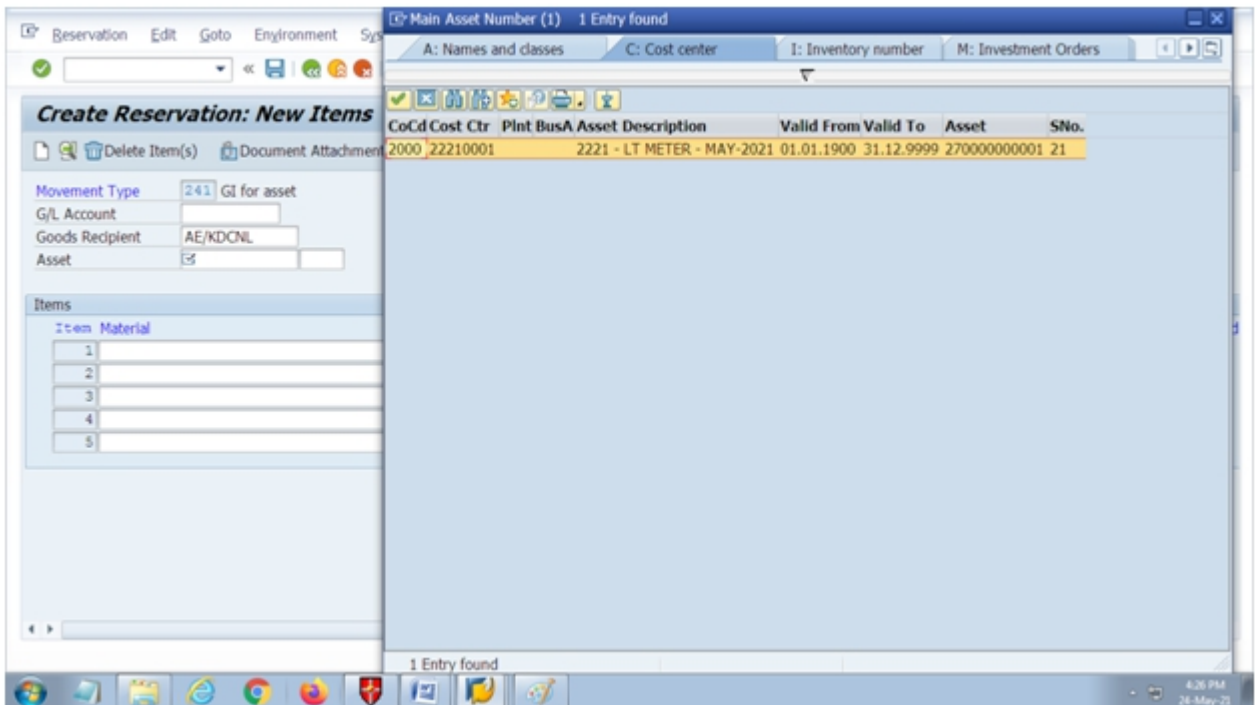 Main Asset Number (1) 1 Entry found
Reservation Edit Goto Environment Sys
A: Names and classes C: Cost center I: Inventory number M: Investment Orders
Create Reservation: New Items
CoCd Cost Ctr Plnt BusA Asset Description Valid From Valid To Asset SNo.
Delete Item(s) Document Attachment 2000 22210001 2221 - LT METER - MAY-2021 01.01.1900 31.12.9999 270000000001 21
Movement Type 241 GI for asset
G/L Account
Goods Recipient AE/KDCNL
Asset
Items
Item Material
1
2
3
4
5
1 Entry found
4:26 PM